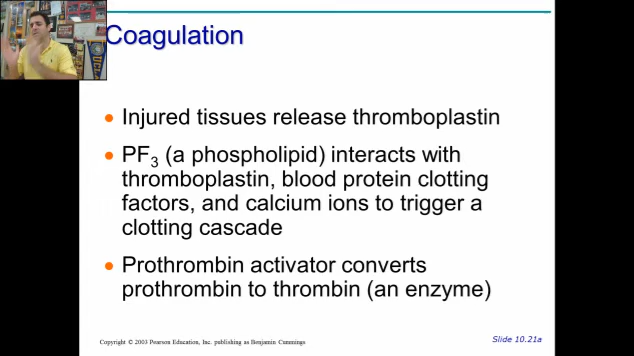 Coagulation
• Injured tissues release thromboplastin
• PF3 (a phospholipid) interacts with
thromboplastin, blood protein clotting
factors, and calcium ions to trigger a
clotting cascade
• Prothrombin activator converts
prothrombin to thrombin (an enzyme)
Copyright © 2003 Pearson Education, Inc. publishing as Benjamin Cummings
Slide 10.21a